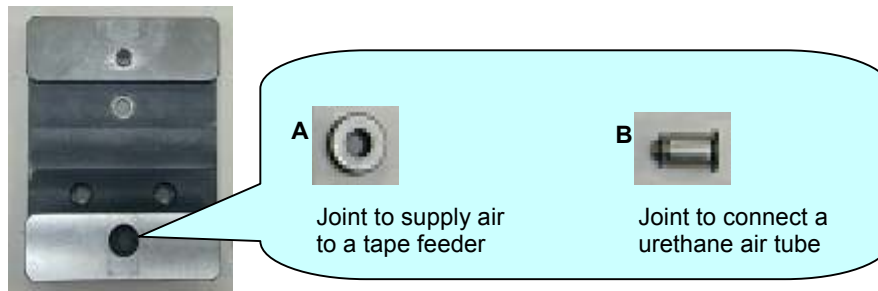 A
Joint to supply air
to a tape feeder
B
Joint to connect a
urethane air tube